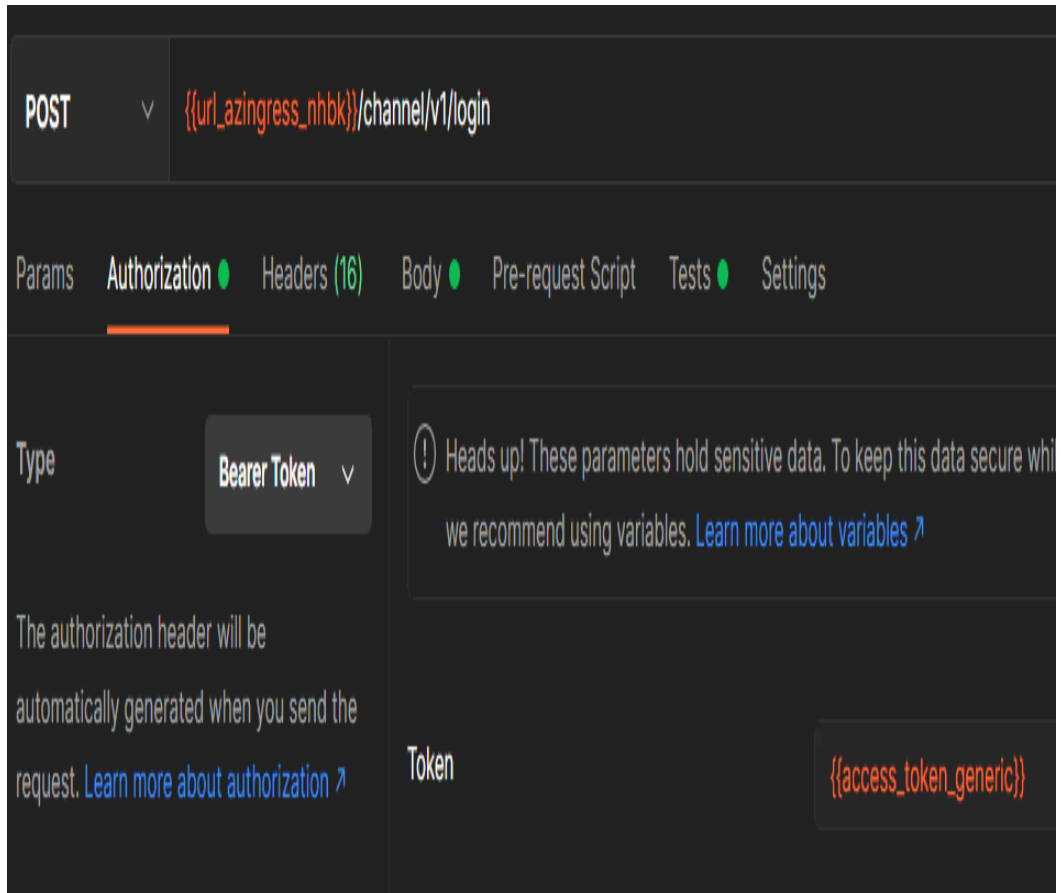 POST {{url_azingress_nhbk}}/channel/v1/login
Params Authorization Headers (16) Body Pre-request Script Tests Settings
Type Bearer Token
Heads up! These parameters hold sensitive data. To keep this data secure whil
we recommend using variables. Learn more about variables ↗
The authorization header will be
automatically generated when you send the
request. Learn more about authorization ↗
Token {{access_token_generic}}